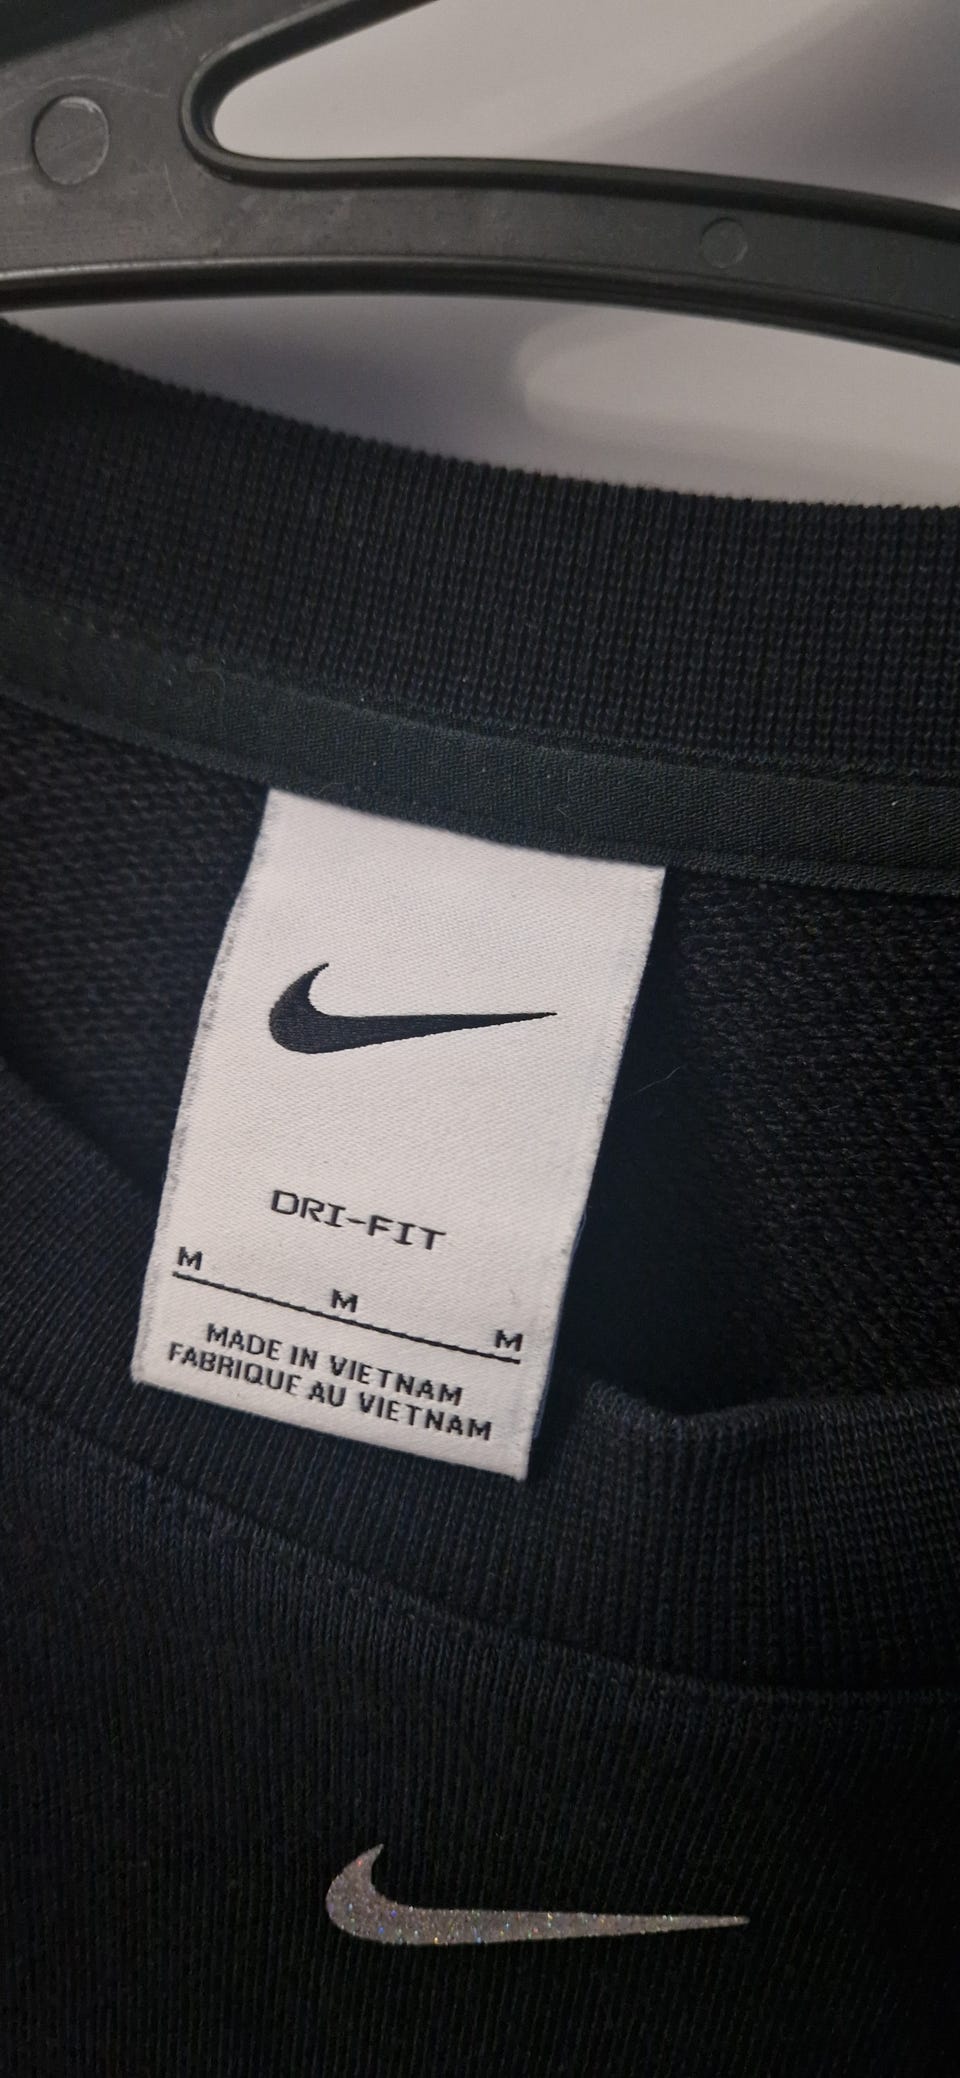 DRI-FIT
M M M
MADE IN VIETNAM
FABRIQUE AU VIETNAM